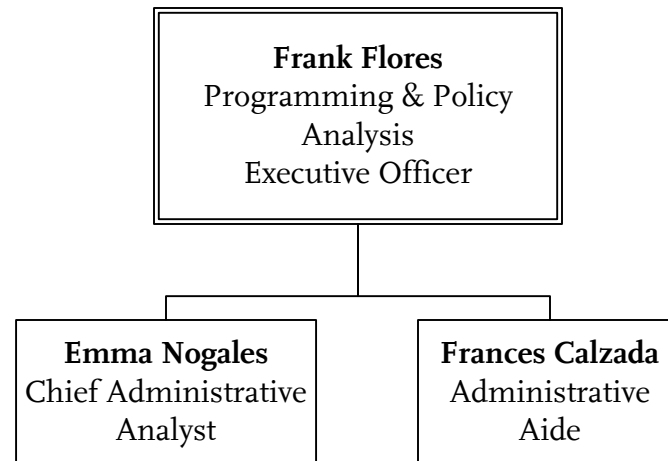 Frank Flores
Programming & Policy
Analysis
Executive Officer
Emma Nogales
Chief Administrative
Analyst
Frances Calzada
Administrative
Aide